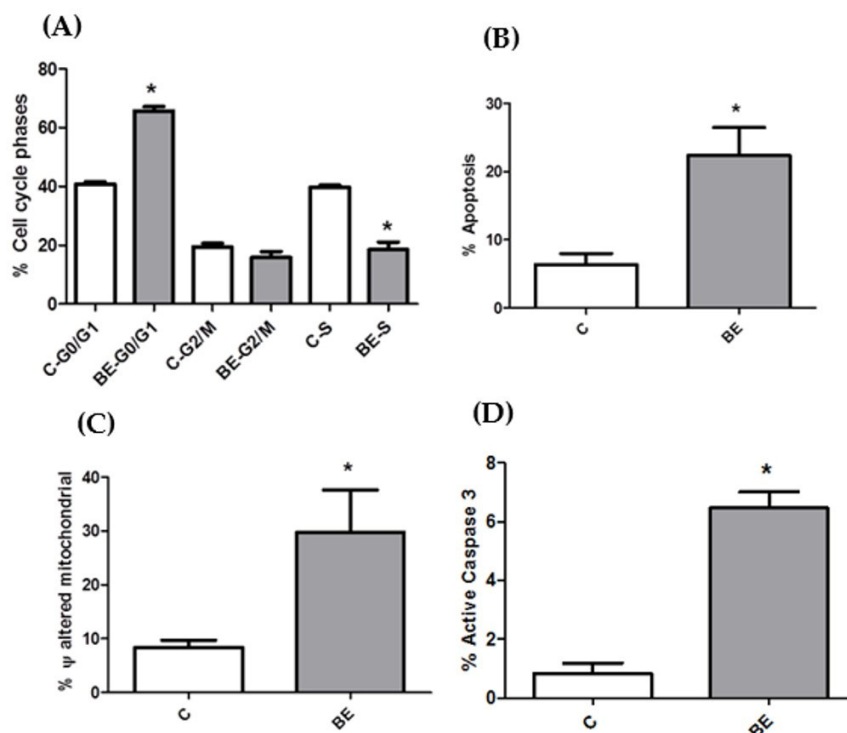 (A)
% Cell cycle phases
80
60
40
20
0
*
*
C-G0/G1
BE-G0/G1
C-G2/M
BE-G2/M
C-S
BE-S
(B)
% Apoptosis
30
20
10
0
*
C
BE
(C)
% ψ altered mitochondrial
40
30
20
10
0
*
C
BE
(D)
% Active Caspase 3
8
6
4
2
0
*
C
BE